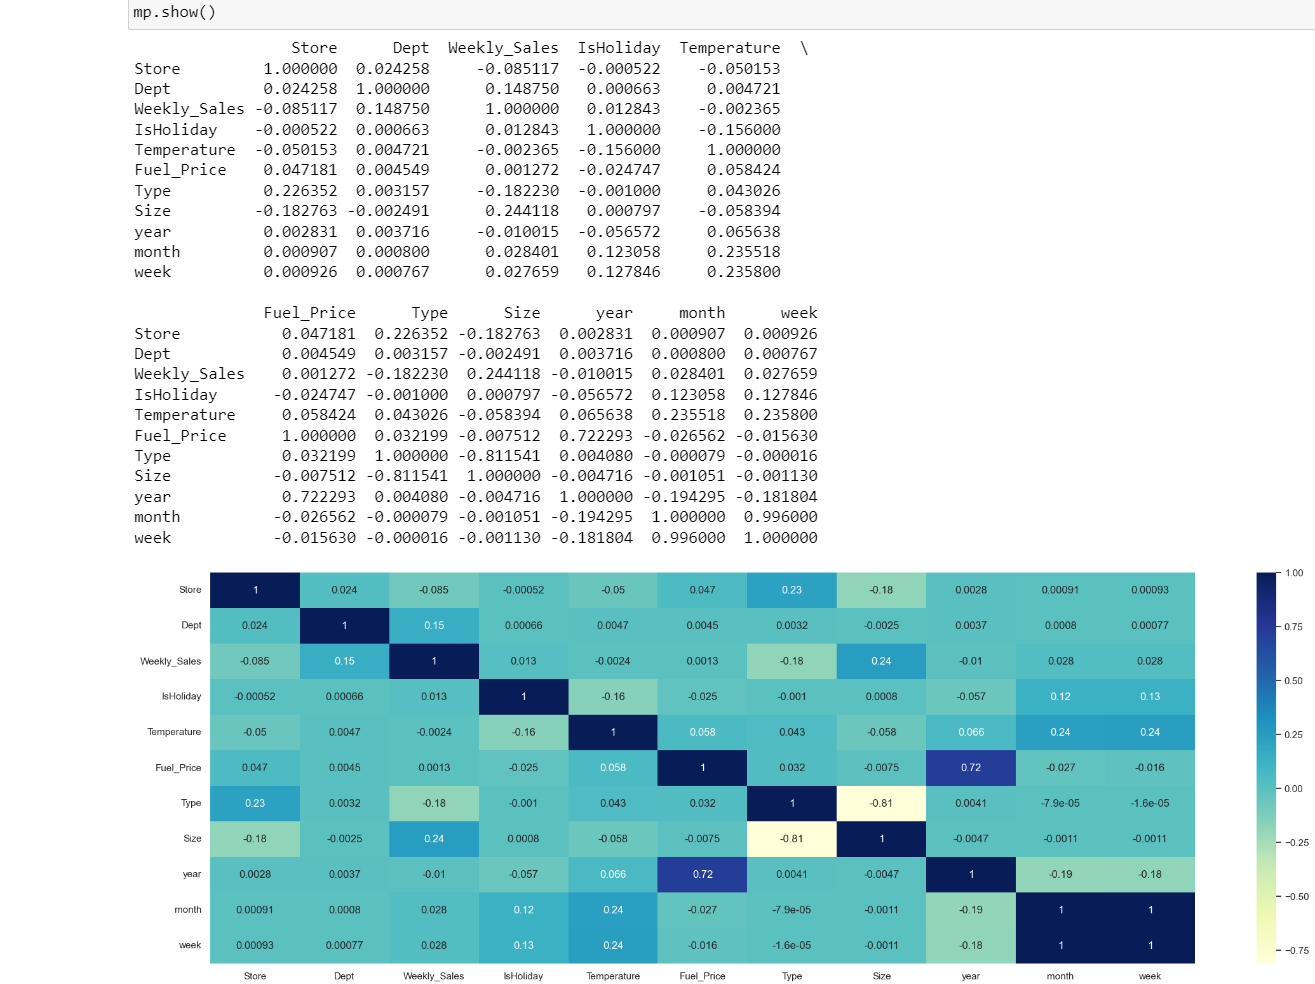 mp.show()
Store Dept Weekly_Sales IsHoliday Temperature \
Store 1.000000 0.024258 -0.085117 -0.000522 -0.050153
Dept 0.024258 1.000000 0.148750 0.000663 0.004721
Weekly_Sales -0.085117 0.148750 1.000000 0.012843 -0.002365
IsHoliday -0.000522 0.000663 0.012843 1.000000 -0.156000
Temperature -0.050153 0.004721 -0.002365 -0.156000 1.000000
Fuel_Price 0.047181 0.004549 0.001272 -0.024747 0.058424
Type 0.226352 0.003157 -0.182230 -0.001000 0.043026
Size -0.182763 -0.002491 0.244118 0.000797 -0.058394
year 0.002831 0.003716 -0.010015 -0.056572 0.065638
month 0.000907 0.000800 0.028401 0.123058 0.235518
week 0.000926 0.000767 0.027659 0.127846 0.235800
Fuel_Price Type Size year month week
Store 0.047181 0.226352 -0.182763 0.002831 0.000907 0.000926
Dept 0.004549 0.003157 -0.002491 0.003716 0.000800 0.000767
Weekly_Sales 0.001272 -0.182230 0.244118 -0.010015 0.028401 0.027659
IsHoliday -0.024747 -0.001000 0.000797 -0.056572 0.123058 0.127846
Temperature 0.058424 0.043026 -0.058394 0.065638 0.235518 0.235800
Fuel_Price 1.000000 0.032199 -0.007512 0.722293 -0.026562 -0.015630
Type 0.032199 1.000000 -0.811541 0.004080 -0.000079 -0.000016
Size -0.007512 -0.811541 1.000000 -0.004716 -0.001051 -0.001130
year 0.722293 0.004080 -0.004716 1.000000 -0.194295 -0.181804
month -0.026562 -0.000079 -0.001051 -0.194295 1.000000 0.996000
week -0.015630 -0.000016 -0.001130 -0.181804 0.996000 1.000000
Store 1 0.024 -0.085 -0.00052 -0.05 0.047 0.23 -0.18 0.0028 0.00091 0.00093
Dept 0.024 1 0.15 0.00066 0.0047 0.0045 0.0032 -0.0025 0.0037 0.0008 0.00077
Weekly_Sales -0.085 0.15 1 0.013 -0.0024 0.0013 -0.18 0.24 -0.01 0.028 0.028
IsHoliday -0.00052 0.00066 0.013 1 -0.16 -0.025 -0.001 0.0008 -0.057 0.12 0.13
Temperature -0.05 0.0047 -0.0024 -0.16 1 0.058 0.043 -0.058 0.066 0.24 0.24
Fuel_Price 0.047 0.0045 0.0013 -0.025 0.058 1 0.032 -0.0075 0.72 -0.027 -0.016
Type 0.23 0.0032 -0.18 -0.001 0.043 0.032 1 -0.81 0.0041 -7.9e-05 -1.6e-05
Size -0.18 -0.0025 0.24 0.0008 -0.058 -0.0075 -0.81 1 -0.0047 -0.0011 -0.0011
year 0.0028 0.0037 -0.01 -0.057 0.066 0.72 0.0041 -0.0047 1 -0.19 -0.18
month 0.00091 0.0008 0.028 0.12 0.24 -0.027 -7.9e-05 -0.0011 -0.19 1 1
week 0.00093 0.00077 0.028 0.13 0.24 -0.016 -1.6e-05 -0.0011 -0.18 1 1
Store Dept Weekly_Sales IsHoliday Temperature Fuel_Price Type Size year month week
1.00
0.75
0.50
0.25
0.00
-0.25
-0.50
-0.75